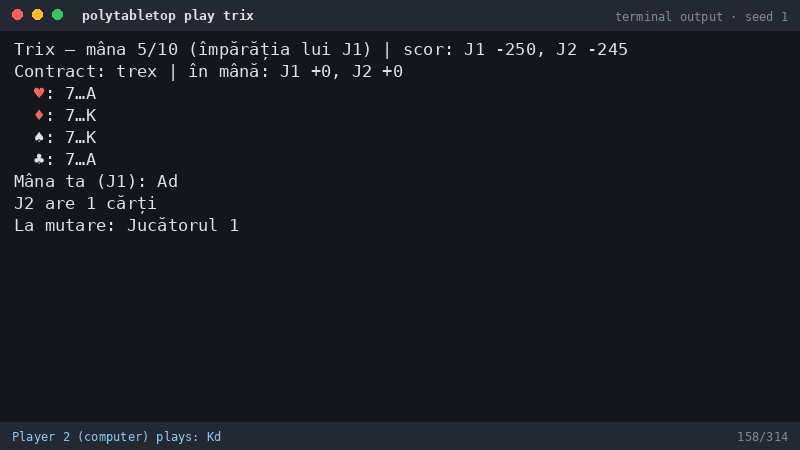 polytabletop play trix
terminal output · seed 1
Trix — mâna 5/10 (împărăția lui J1) | scor: J1 -250, J2 -245
Contract: trex | în mână: J1 +0, J2 +0
♥: 7…A
♦: 7…K
♠: 7…K
♣: 7…A
Mâna ta (J1): Ad
J2 are 1 cărți
La mutare: Jucătorul 1
Player 2 (computer) plays: Kd
158/314